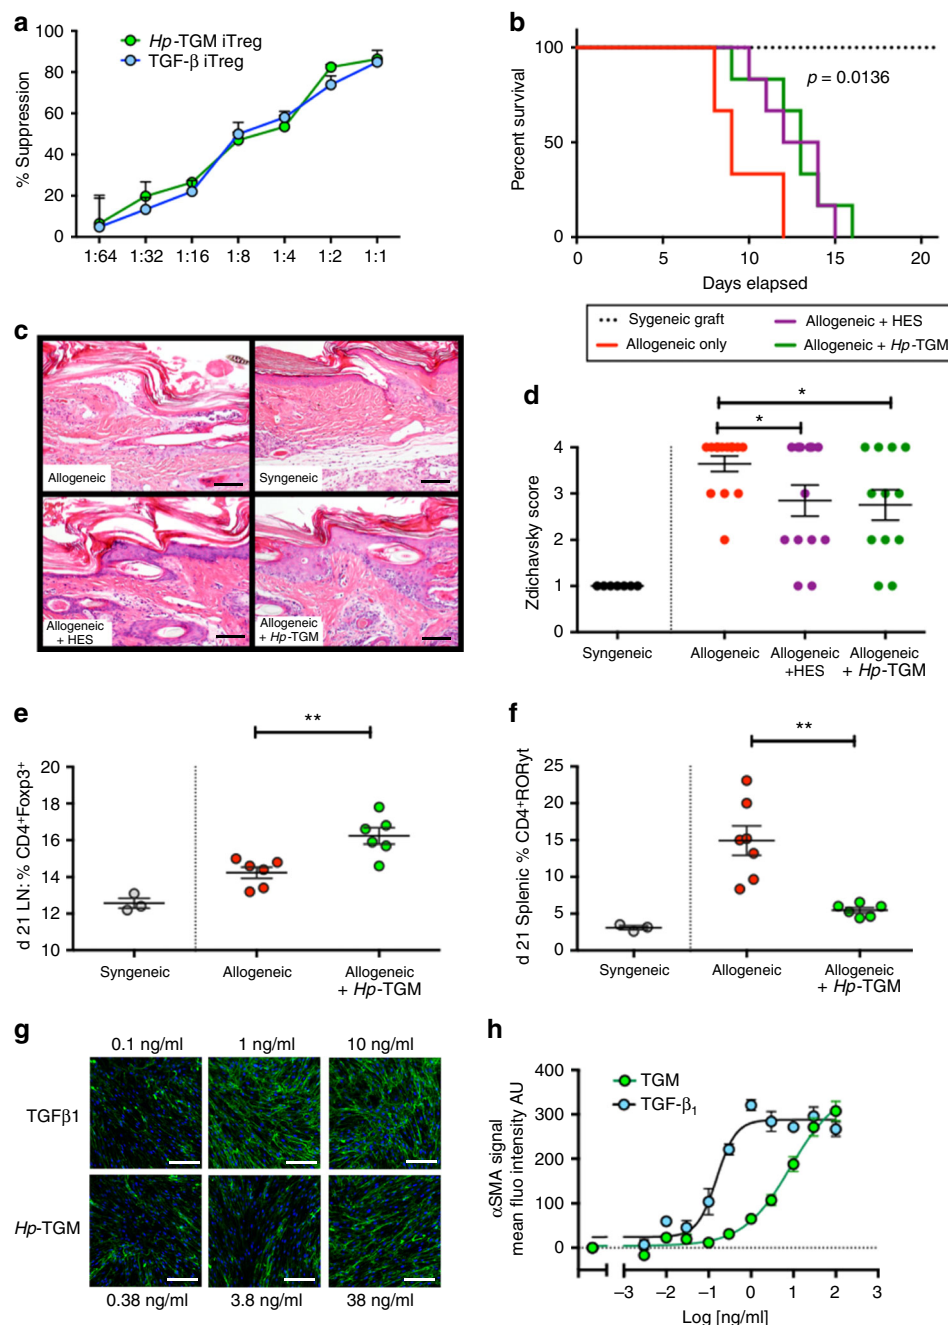 a
100
80
60
40
20
0
% Suppression
Hp-TGM iTreg
TGF-β iTreg
1:64 1:32 1:16 1:8 1:4 1:2 1:1
b
100
50
0
Percent survival
p = 0.0136
0 5 10 15 20
Days elapsed
Sygeneic graft
Allogeneic only
Allogeneic + HES
Allogeneic + Hp-TGM
c
Allogeneic
Syngeneic
Allogeneic
+ HES
Allogeneic
+ Hp-TGM
d
*
*
4
3
2
1
0
Zdichavsky score
Syngeneic
Allogeneic
Allogeneic
+HES
Allogeneic
+ Hp-TGM
e
**
20
18
16
14
12
10
d 21 LN: % CD4+Foxp3+
Syngeneic
Allogeneic
Allogeneic
+ Hp-TGM
f
**
25
20
15
10
5
0
d 21 Splenic % CD4+RORγt
Syngeneic
Allogeneic
Allogeneic
+ Hp-TGM
g
0.1 ng/ml 1 ng/ml 10 ng/ml
TGFβ1
Hp-TGM
0.38 ng/ml 3.8 ng/ml 38 ng/ml
h
400
300
200
100
0
αSMA signal
mean fluo intensity AU
TGM
TGF-β1
−3 −2 −1 0 1 2 3
Log [ng/ml]